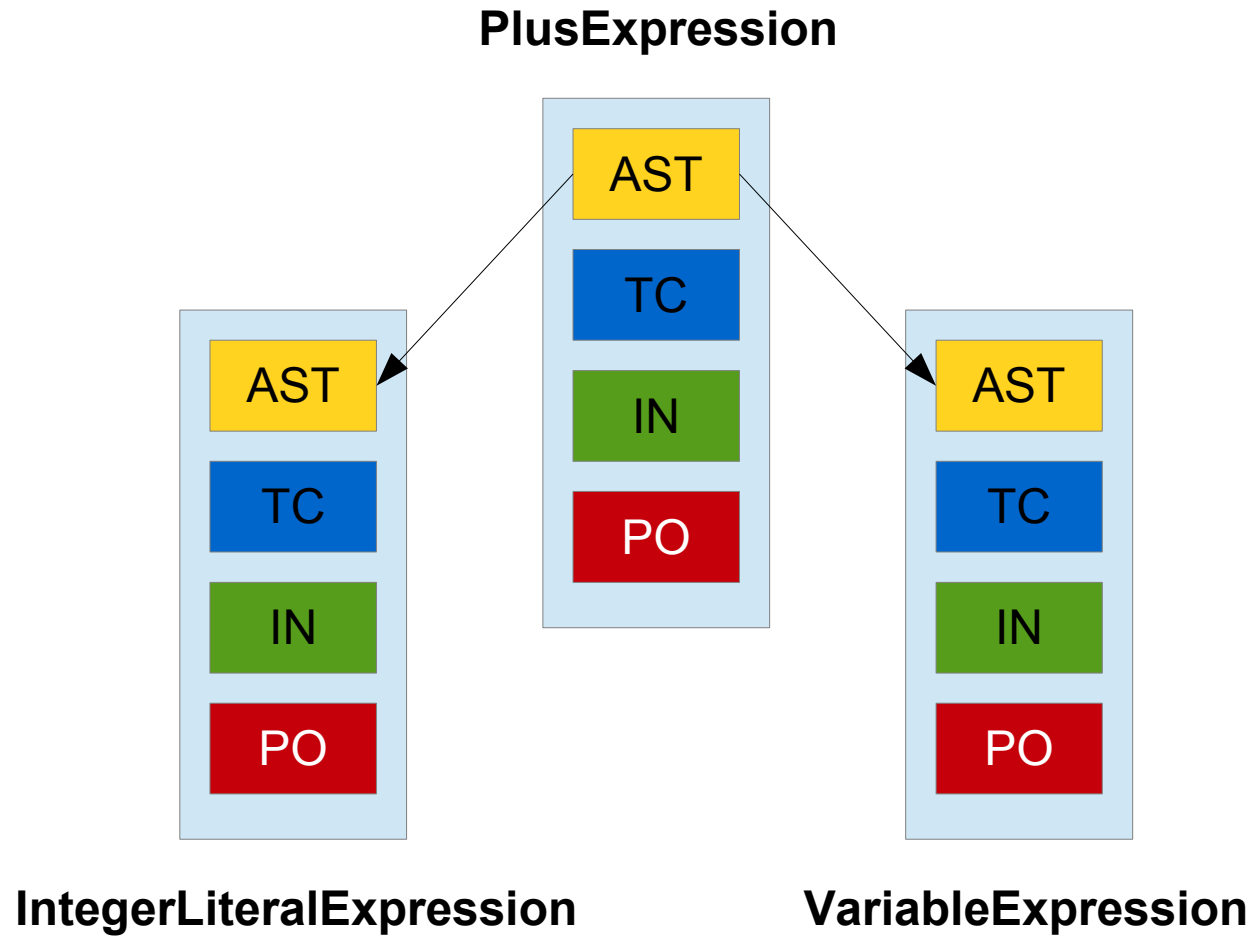 PlusExpression
AST
TC
IN
PO
AST
TC
IN
PO
AST
TC
IN
PO
IntegerLiteralExpression
VariableExpression